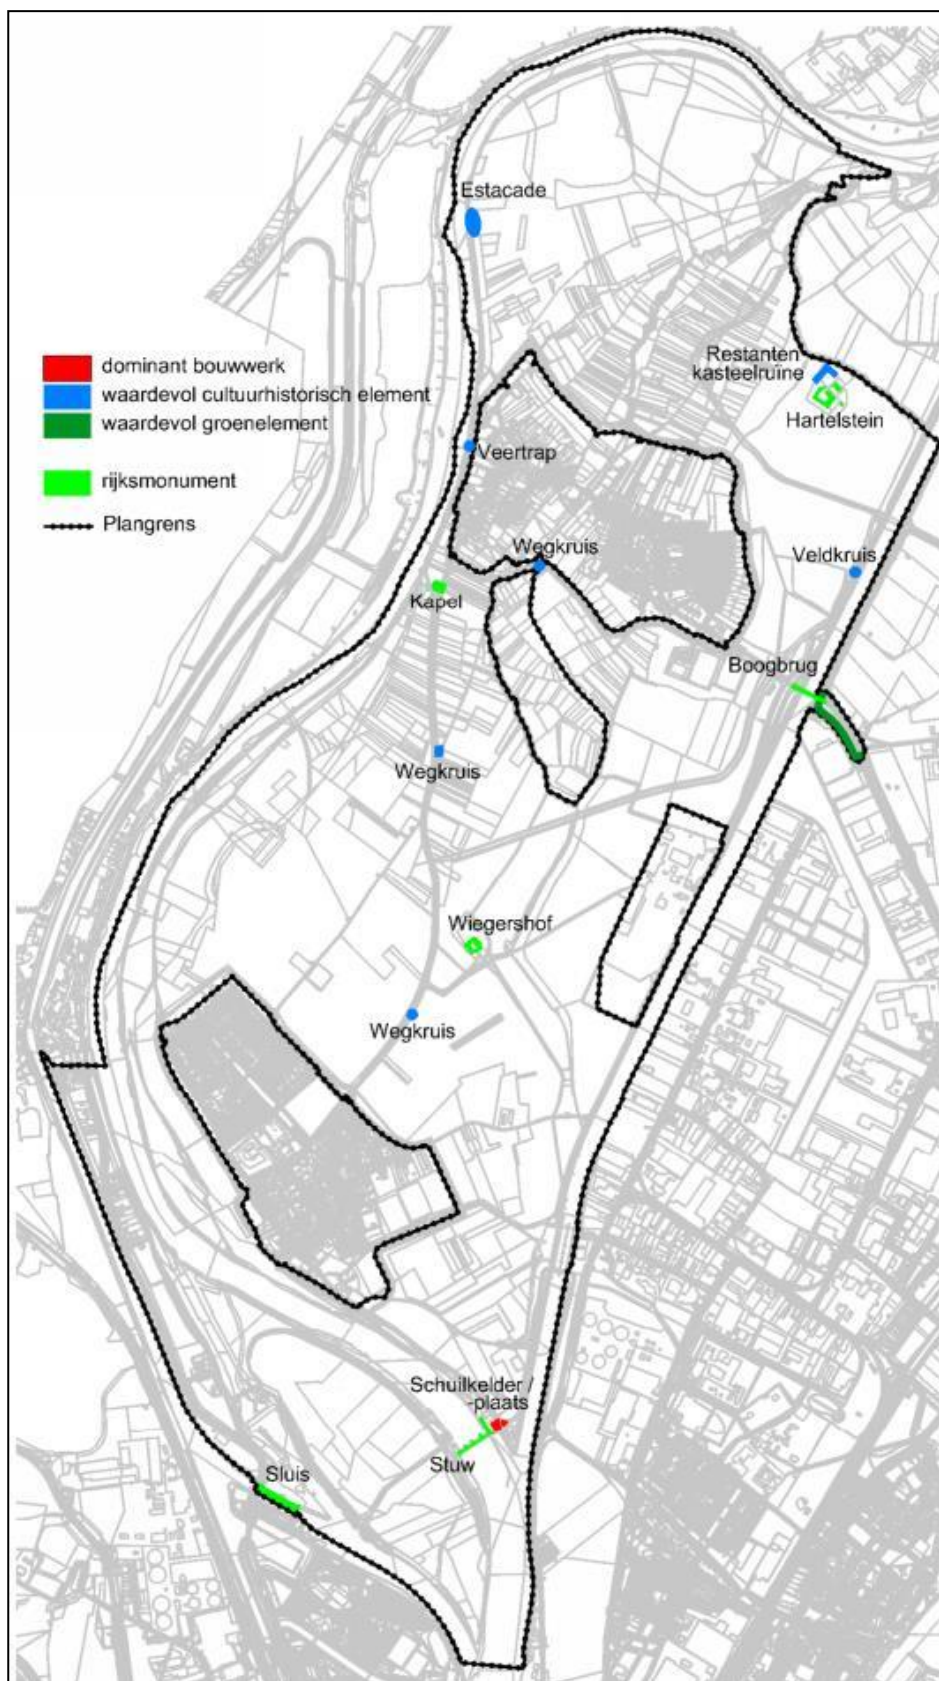 Estacade
dominant bouwwerk
waardevol cultuurhistorisch element
waardevol groenelement
rijksmonument
Plangrens
Restanten
kasteelruïne
Hartelstein
Veertrap
Wegkruis
Veldkruis
Kapel
Boogbrug
Wegkruis
Wiegershof
Wegkruis
Schuilkelder /
-plaats
Stuw
Sluis